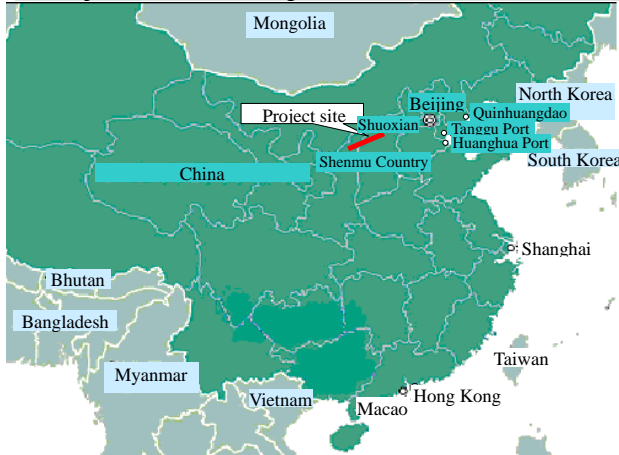 Mongolia
North Korea
Beijing
Quinhuangdao
Project site
Shuoxian
Tanggu Port
Huanghua Port
South Korea
Shenmu Country
China
Shanghai
Bhutan
Bangladesh
Taiwan
Myanmar
Vietnam
Hong Kong
Macao